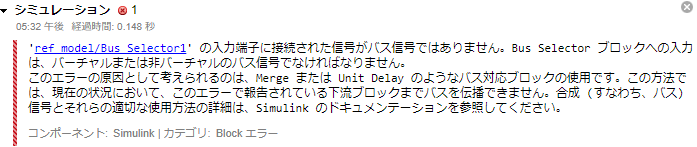 シミュレーション 1
05:32 午後 経過時間: 0.148 秒
'ref model/Bus Selector1' の入力端子に接続された信号がバス信号ではありません。Bus Selector ブロックへの入力
は、バーチャルまたは非バーチャルのバス信号でなければなりません。
このエラーの原因として考えられるのは、Merge または Unit Delay のようなバス対応ブロックの使用です。この方法で
は、現在の状況において、このエラーで報告されている下流ブロックまでバスを伝播できません。合成 (すなわち、バス)
信号とそれらの適切な使用方法の詳細は、Simulink のドキュメンテーションを参照してください。
コンポーネント: Simulink | カテゴリ: Block エラー